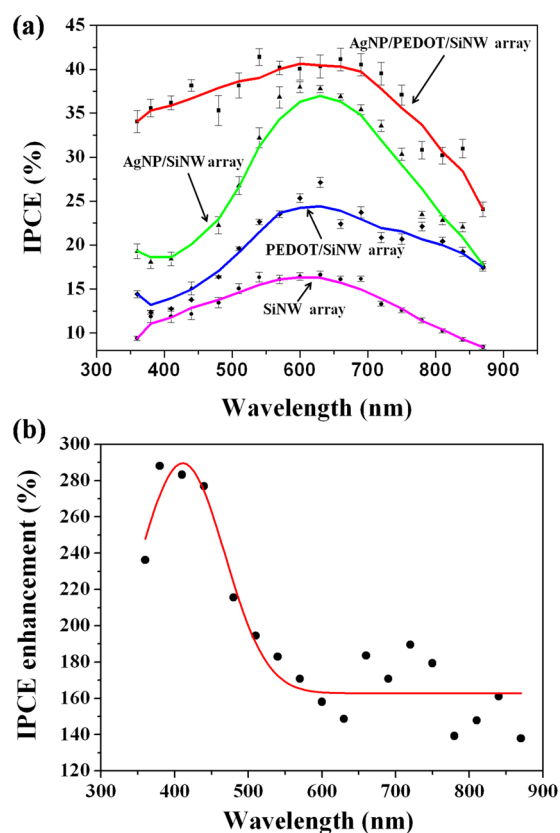 (a)
45
40
35
30
25
20
15
10
IPCE (%)
AgNP/PEDOT/SiNW array
AgNP/SiNW array
PEDOT/SiNW array
SiNW array
300 400 500 600 700 800 900
Wavelength (nm)
(b)
300
280
260
240
220
200
180
160
140
120
IPCE enhancement (%)
300 400 500 600 700 800 900
Wavelength (nm)